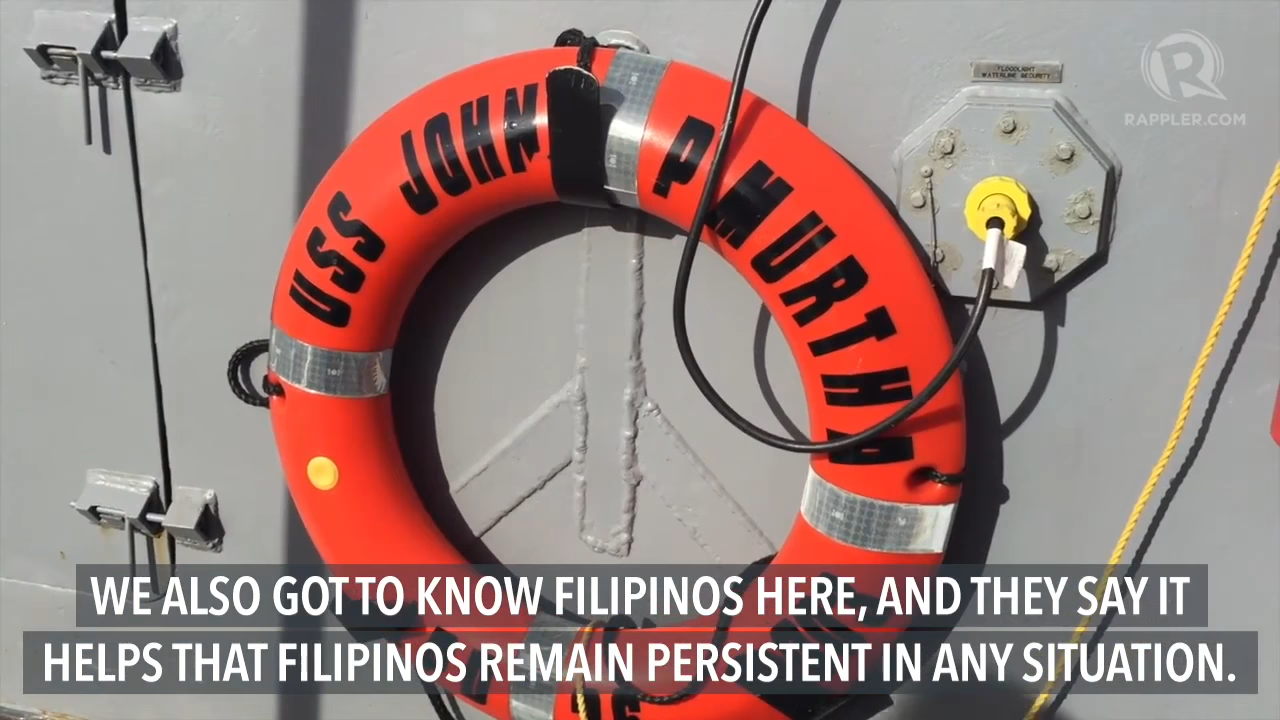 USS JOHN P MURTHA
FLOODLIGHT
WATERLINE SECURITY
R
RAPPLER.COM
WE ALSO GOT TO KNOW FILIPINOS HERE, AND THEY SAY IT
HELPS THAT FILIPINOS REMAIN PERSISTENT IN ANY SITUATION.